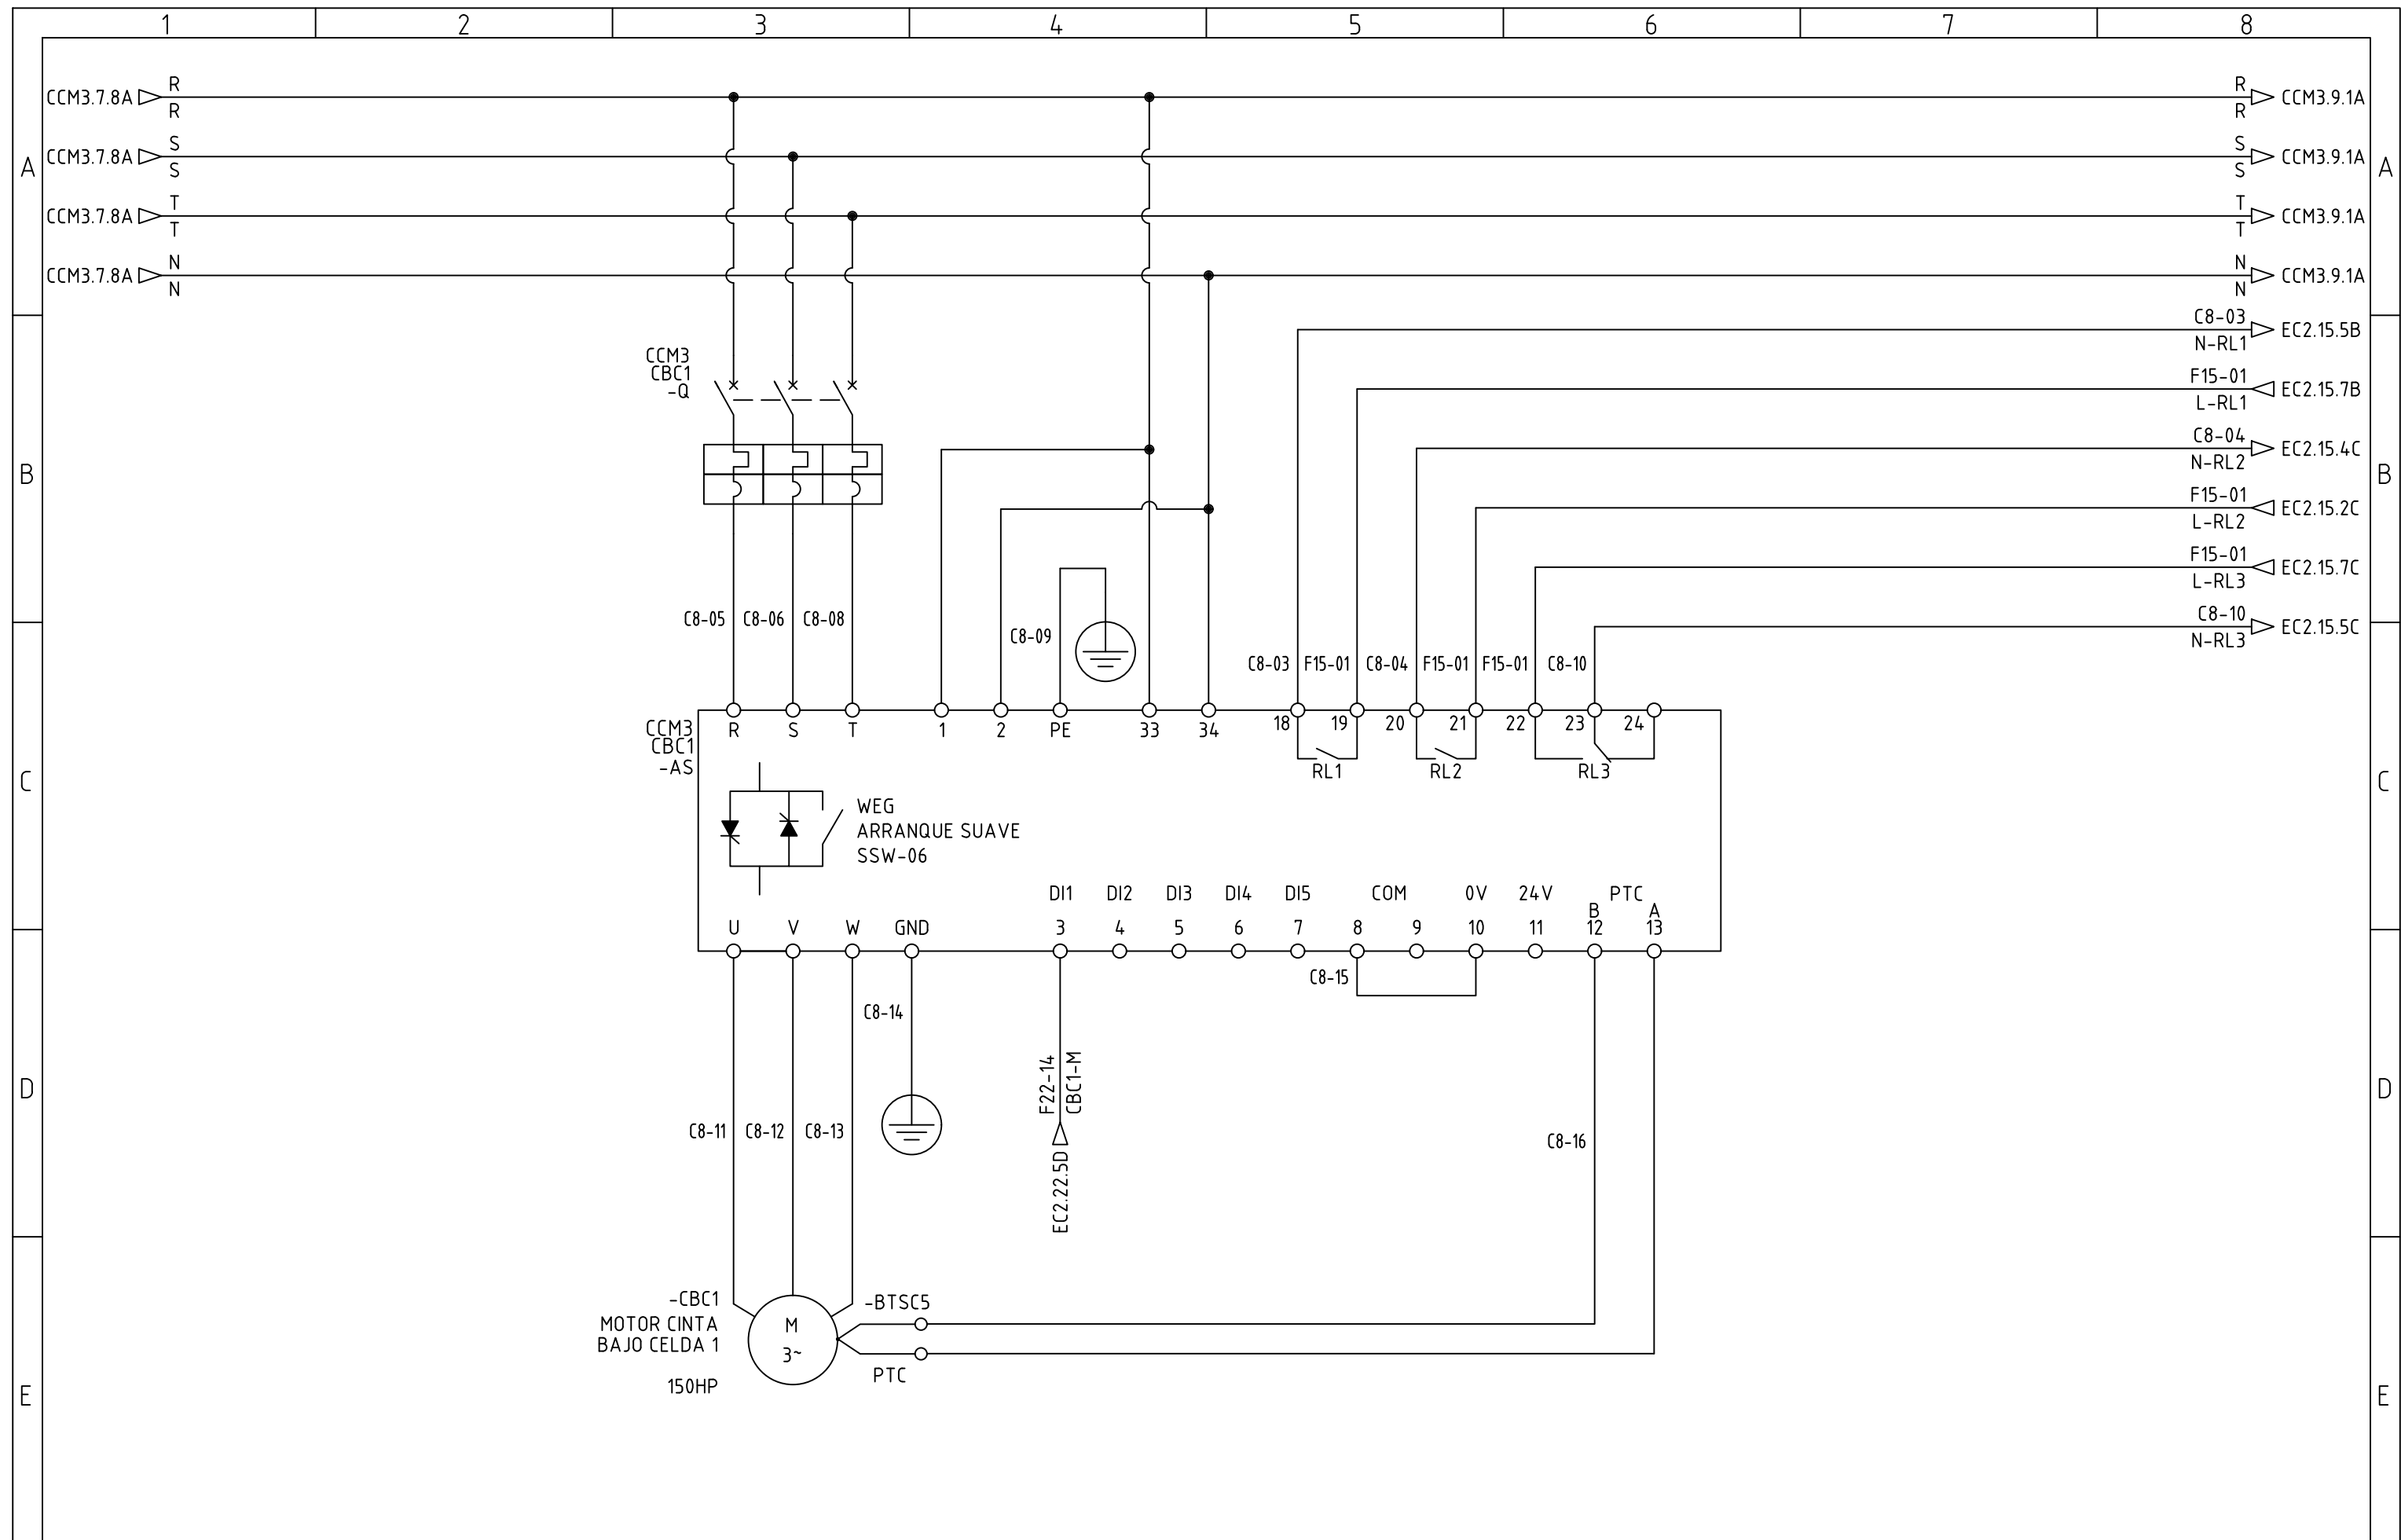 1 2 3 4 5 6 7 8
R R
CCM3.7.8A CCM3.9.1A
R R
S S
A CCM3.7.8A CCM3.9.1A A
S S
T T
CCM3.7.8A CCM3.9.1A
T T
N N
CCM3.7.8A CCM3.9.1A
N N
C8-03
EC2.15.5B
N-RL1
CCM3
CBC1
-Q
F15-01
EC2.15.7B
L-RL1
C8-04
EC2.15.4C
N-RL2
B B
F15-01
EC2.15.2C
L-RL2
F15-01
EC2.15.7C
L-RL3
C8-10
EC2.15.5C
N-RL3
C8-05 C8-06 C8-08 C8-09
C8-03 F15-01 C8-04 F15-01 F15-01 C8-10
CCM3
CBC1
-AS
R S T 1 2 PE 33 34 18 19 20 21 22 23 24
RL1 RL2 RL3
C C
WEG
ARRANQUE SUAVE
SSW-06
DI1 DI2 DI3 DI4 DI5 COM 0V 24V PTC
B A
U V W GND 3 4 5 6 7 8 9 10 11 12 13
C8-15
C8-14
F22-14
CBC1-M
EC2.22.5D
D D
C8-11 C8-12 C8-13 C8-16
-CBC1
MOTOR CINTA
BAJO CELDA 1
150HP
M
3~
-BTSC5
PTC
E E